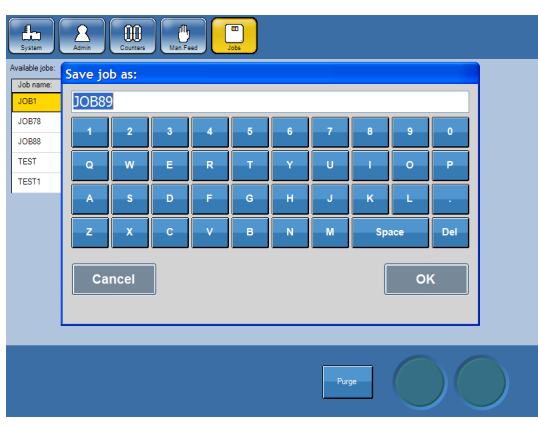 System Admin Counters Man.Feed Jobs
Available jobs:
Job name:
JOB1
JOB78
JOB88
TEST
TEST1
Save job as:
JOB89
1 2 3 4 5 6 7 8 9 0
Q W E R T Y U I O P
A S D F G H J K L .
Z X C V B N M Space Del
Cancel OK
Purge